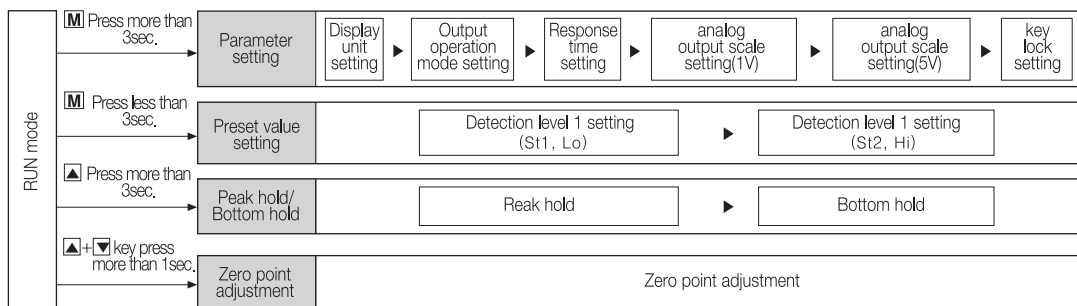 RUN mode
M Press more than
3sec.
Parameter
setting
Display
unit
setting
▶
Output
operation
mode setting
▶
Response
time
setting
▶
analog
output scale
setting(1V)
▶
analog
output scale
setting(5V)
▶
key
lock
setting
M Press less than
3sec.
Preset value
setting
Detection level 1 setting
(St1, Lo)
▶
Detection level 1 setting
(St2, Hi)
▲ Press more than
3sec.
Peak hold/
Bottom hold
Reak hold
▶
Bottom hold
▲+▼ key press
more than 1sec.
Zero point
adjustment
Zero point adjustment